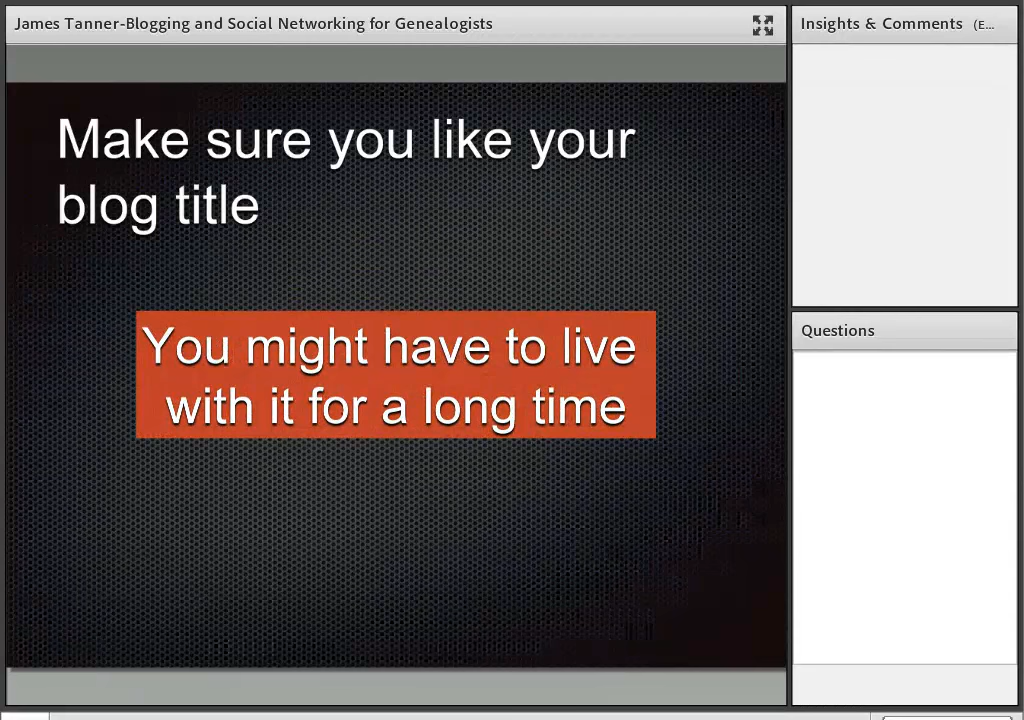 James Tanner-Blogging and Social Networking for Genealogists
Insights & Comments (E...
Make sure you like your
blog title
You might have to live
with it for a long time
Questions